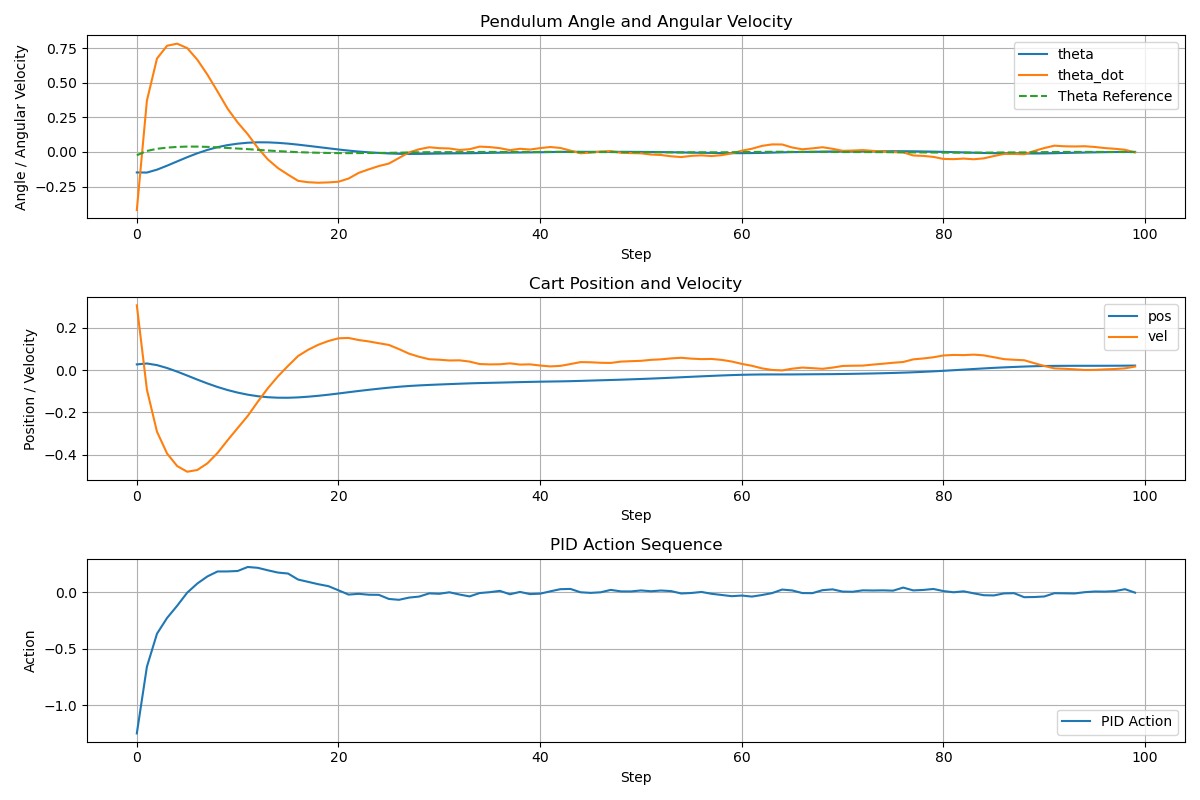 Pendulum Angle and Angular Velocity
Angle / Angular Velocity
0.75
0.50
0.25
0.00
−0.25
theta
theta_dot
Theta Reference
0 20 40 60 80 100
Step
Cart Position and Velocity
Position / Velocity
0.2
0.0
−0.2
−0.4
pos
vel
0 20 40 60 80 100
Step
PID Action Sequence
Action
0.0
−0.5
−1.0
PID Action
0 20 40 60 80 100
Step